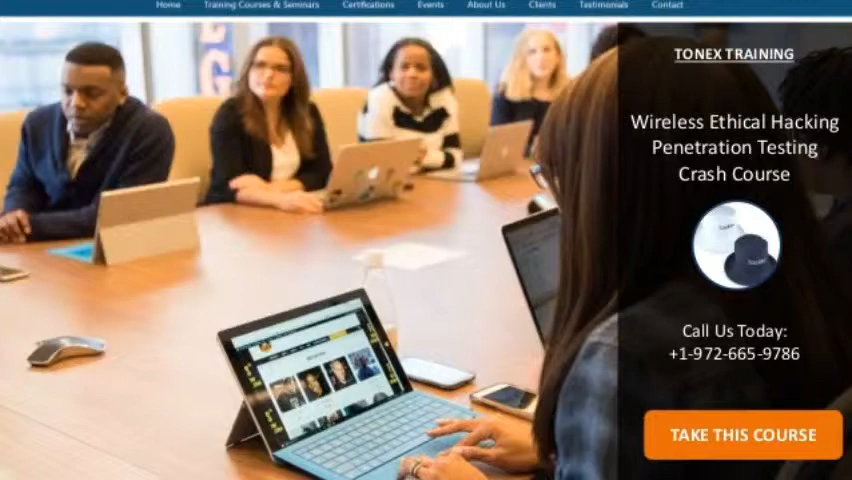 Home Training Courses & Seminars Certifications Events About Us Clients Testimonials Contact
TONEX TRAINING
Wireless Ethical Hacking
Penetration Testing
Crash Course
Call Us Today:
+1-972-665-9786
TAKE THIS COURSE